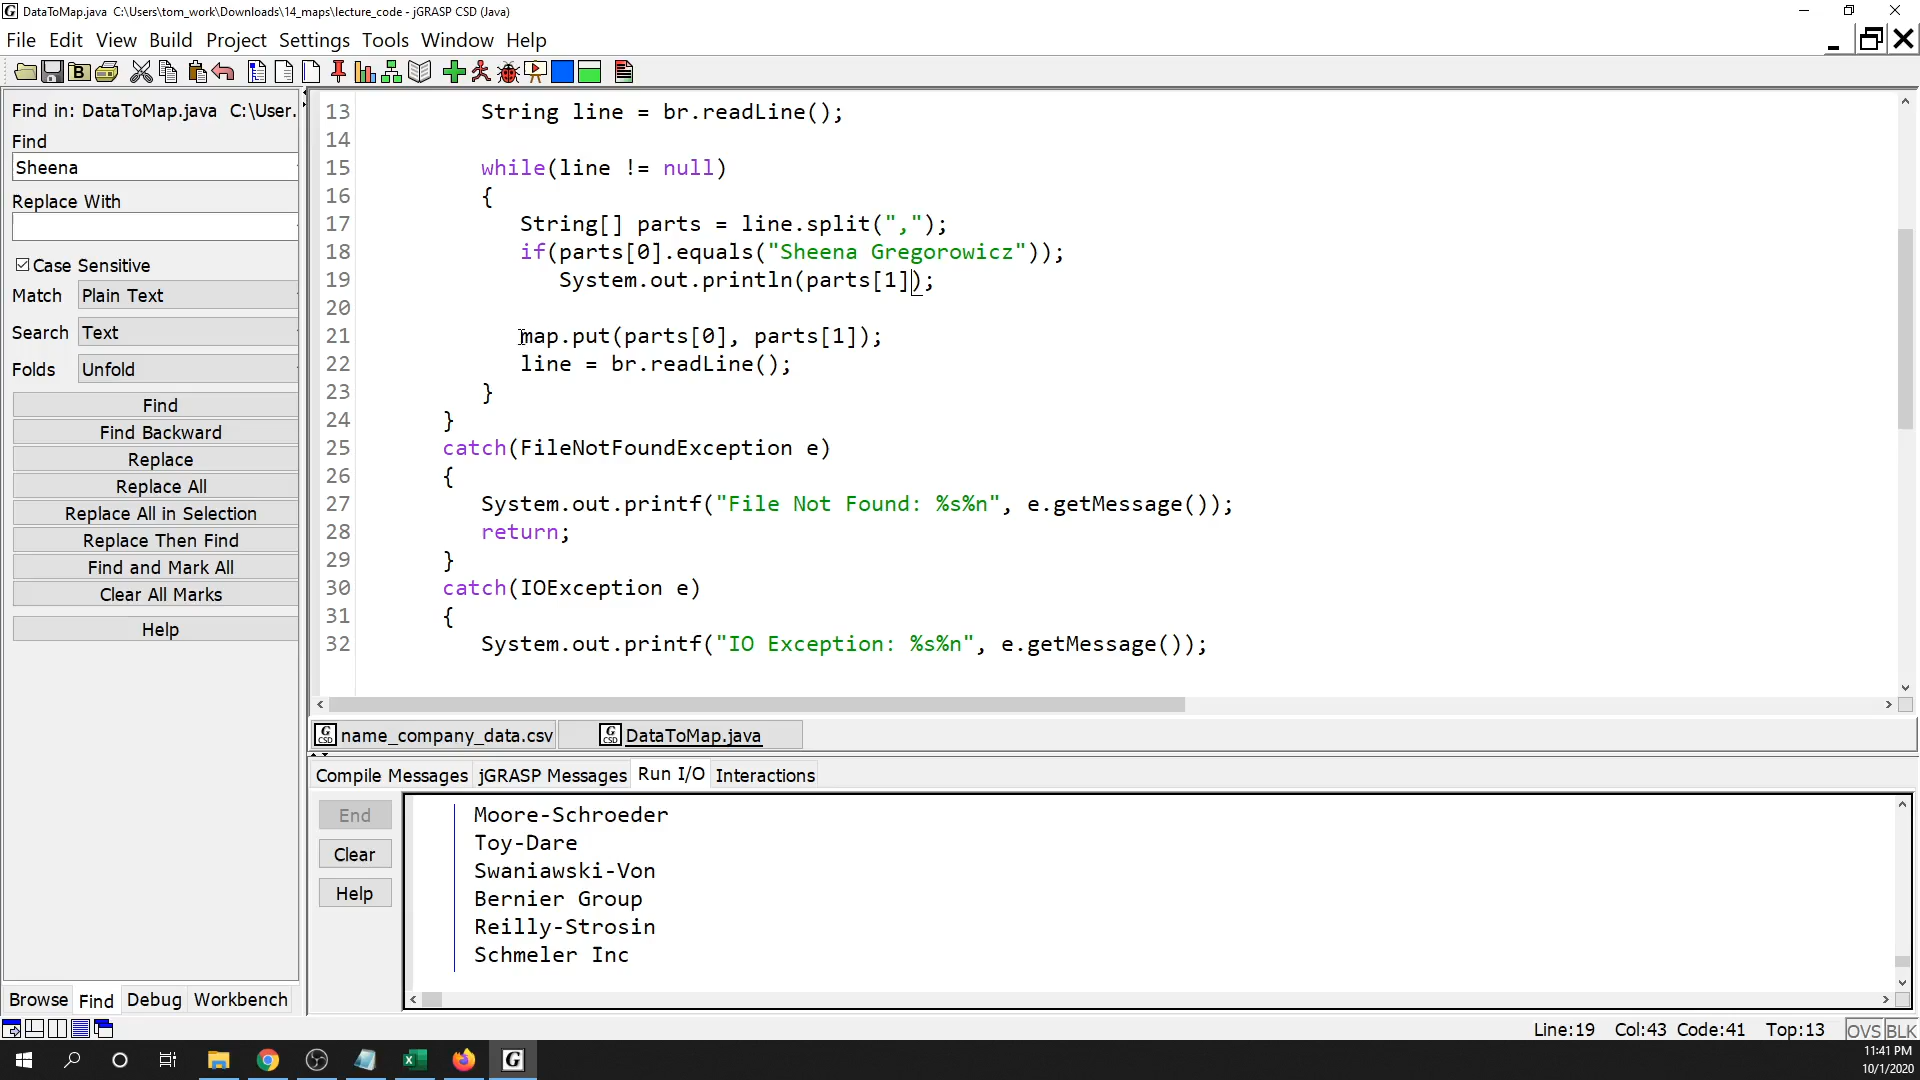 DataToMap.java C:\Users\tom_work\Downloads\14_maps\lecture_code - jGRASP CSD (Java)
File Edit View Build Project Settings Tools Window Help
Find in: DataToMap.java C:\User.
Find
Sheena
Replace With
Case Sensitive
Match Plain Text
Search Text
Folds Unfold
Find
Find Backward
Replace
Replace All
Replace All in Selection
Replace Then Find
Find and Mark All
Clear All Marks
Help
Browse Find Debug Workbench
13 String line = br.readLine();
14
15 while(line != null)
16 {
17 String[] parts = line.split(",");
18 if(parts[0].equals("Sheena Gregorowicz"));
19 System.out.println(parts[1]);
20
21 map.put(parts[0], parts[1]);
22 line = br.readLine();
23 }
24 }
25 catch(FileNotFoundException e)
26 {
27 System.out.printf("File Not Found: %s%n", e.getMessage());
28 return;
29 }
30 catch(IOException e)
31 {
32 System.out.printf("IO Exception: %s%n", e.getMessage());
name_company_data.csv DataToMap.java
Compile Messages jGRASP Messages Run I/O Interactions
End
Clear
Help
Moore-Schroeder
Toy-Dare
Swaniawski-Von
Bernier Group
Reilly-Strosin
Schmeler Inc
Line:19 Col:43 Code:41 Top:13 OVS BLK
11:41 PM
10/1/2020